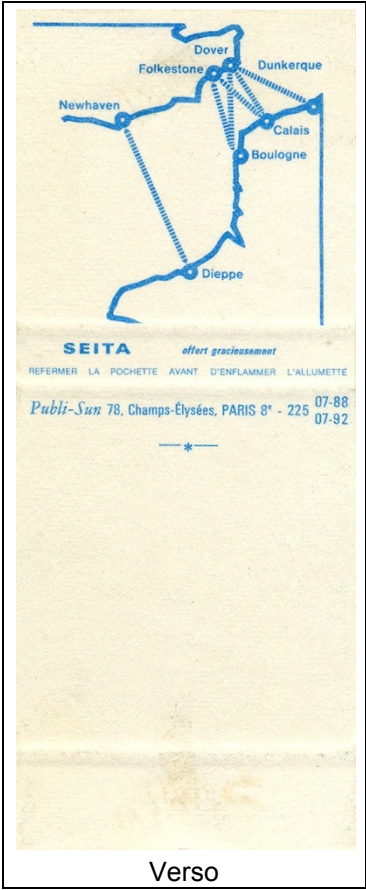 Dover
Dunkerque
Folkestone
Newhaven
Calais
Boulogne
Dieppe
SEITA offert gracieusement
REFERMER LA POCHETTE AVANT D'ENFLAMMER L'ALLUMETTE
Publi-Sun 78, Champs-Élysées, PARIS 8e - 225 07-88
07-92
Verso